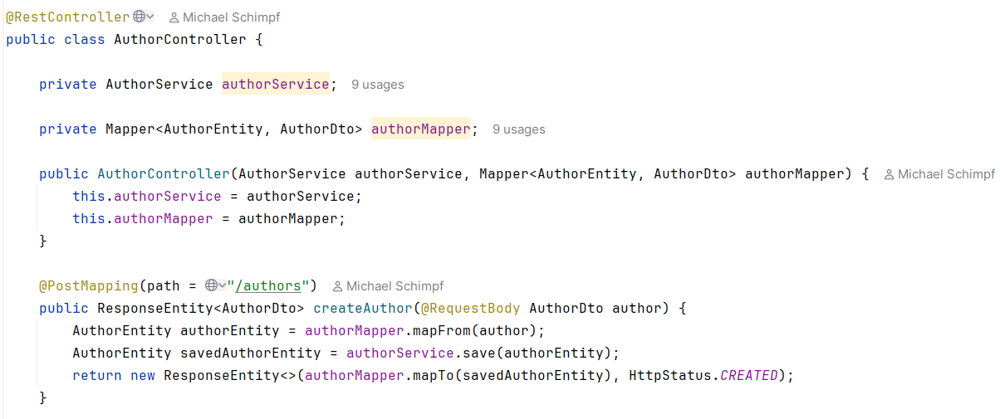 @RestController Michael Schimpf
public class AuthorController {
private AuthorService authorService; 9 usages
private Mapper<AuthorEntity, AuthorDto> authorMapper; 9 usages
public AuthorController(AuthorService authorService, Mapper<AuthorEntity, AuthorDto> authorMapper) { Michael Schimpf
this.authorService = authorService;
this.authorMapper = authorMapper;
}
@PostMapping(path = "/authors") Michael Schimpf
public ResponseEntity<AuthorDto> createAuthor(@RequestBody AuthorDto author) {
AuthorEntity authorEntity = authorMapper.mapFrom(author);
AuthorEntity savedAuthorEntity = authorService.save(authorEntity);
return new ResponseEntity<>(authorMapper.mapTo(savedAuthorEntity), HttpStatus.CREATED);
}